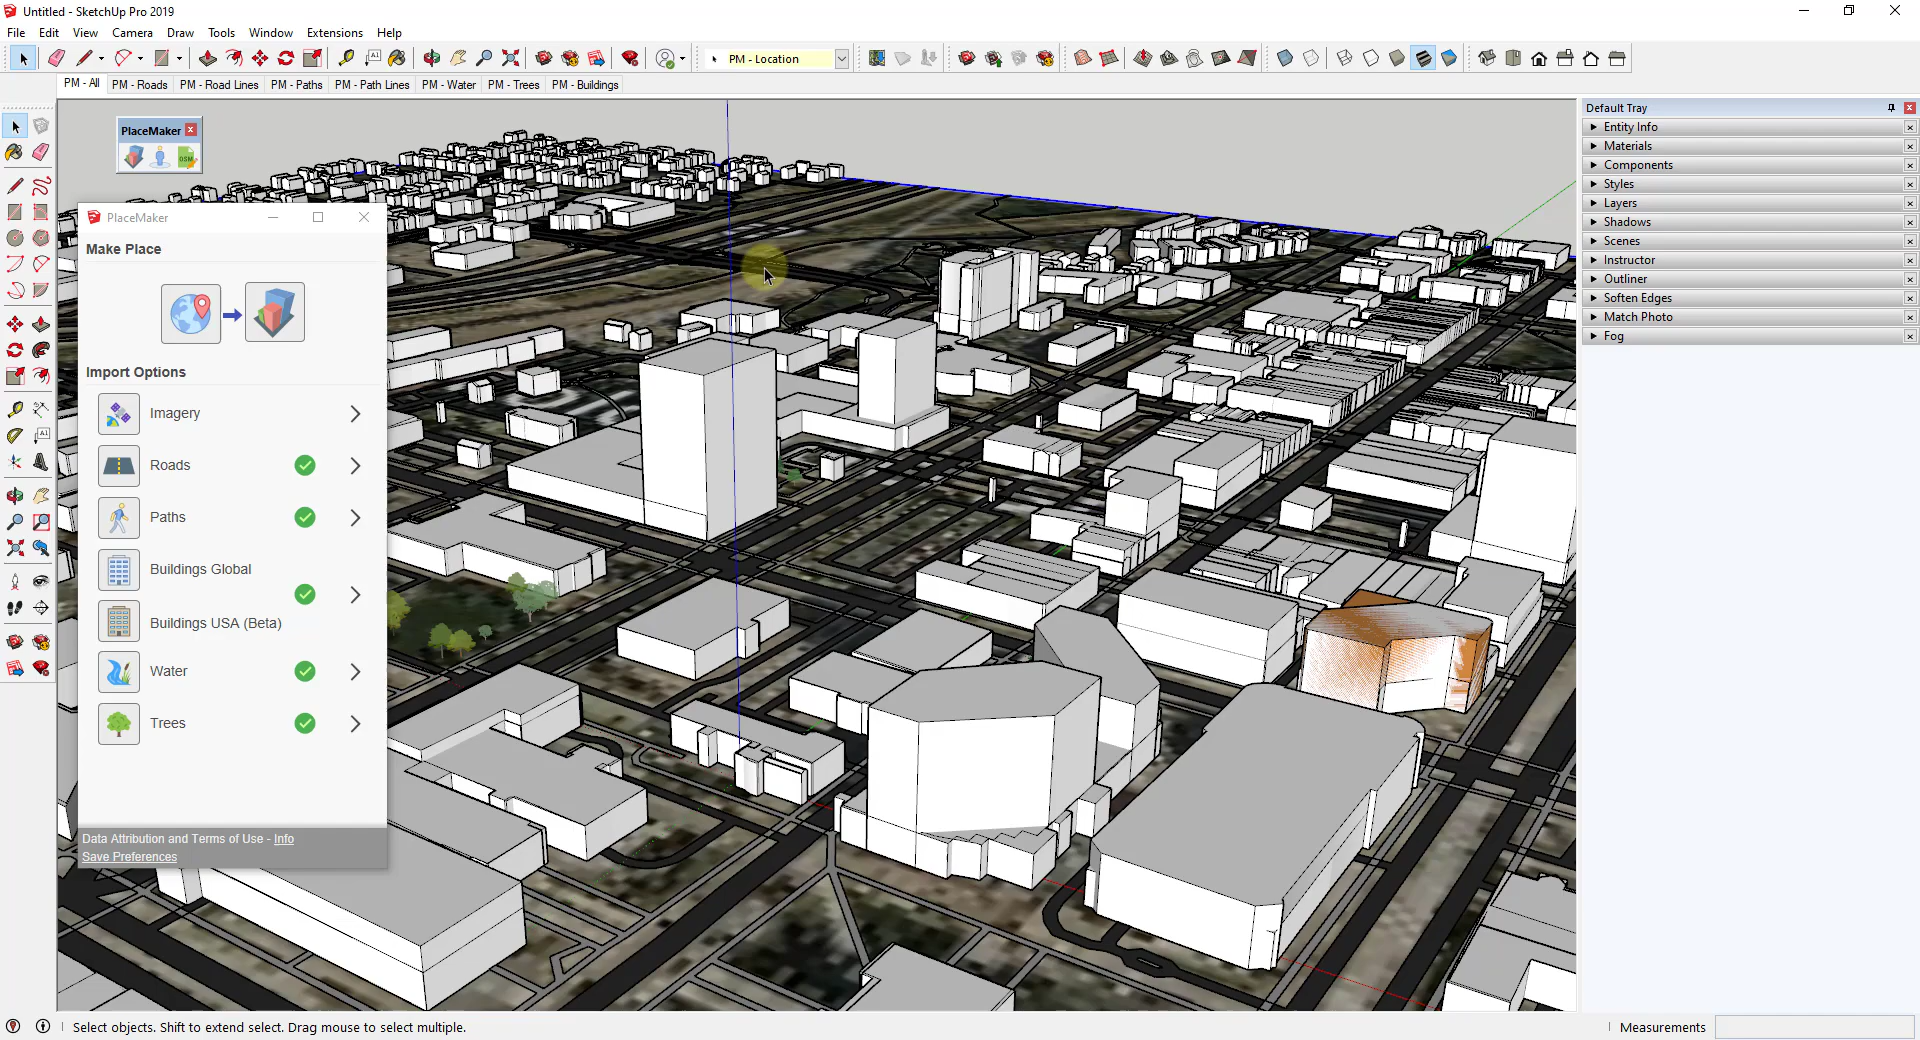 Untitled - SketchUp Pro 2019
File Edit View Camera Draw Tools Window Extensions Help
PM - Location
PM - All PM - Roads PM - Road Lines PM - Paths PM - Path Lines PM - Water PM - Trees PM - Buildings
PlaceMaker
OSM
PlaceMaker
Make Place
Import Options
Imagery
Roads
Paths
Buildings Global
Buildings USA (Beta)
Water
Trees
Data Attribution and Terms of Use - Info
Save Preferences
Default Tray
Entity Info
Materials
Components
Styles
Layers
Shadows
Scenes
Instructor
Outliner
Soften Edges
Match Photo
Fog
Select objects. Shift to extend select. Drag mouse to select multiple.
Measurements